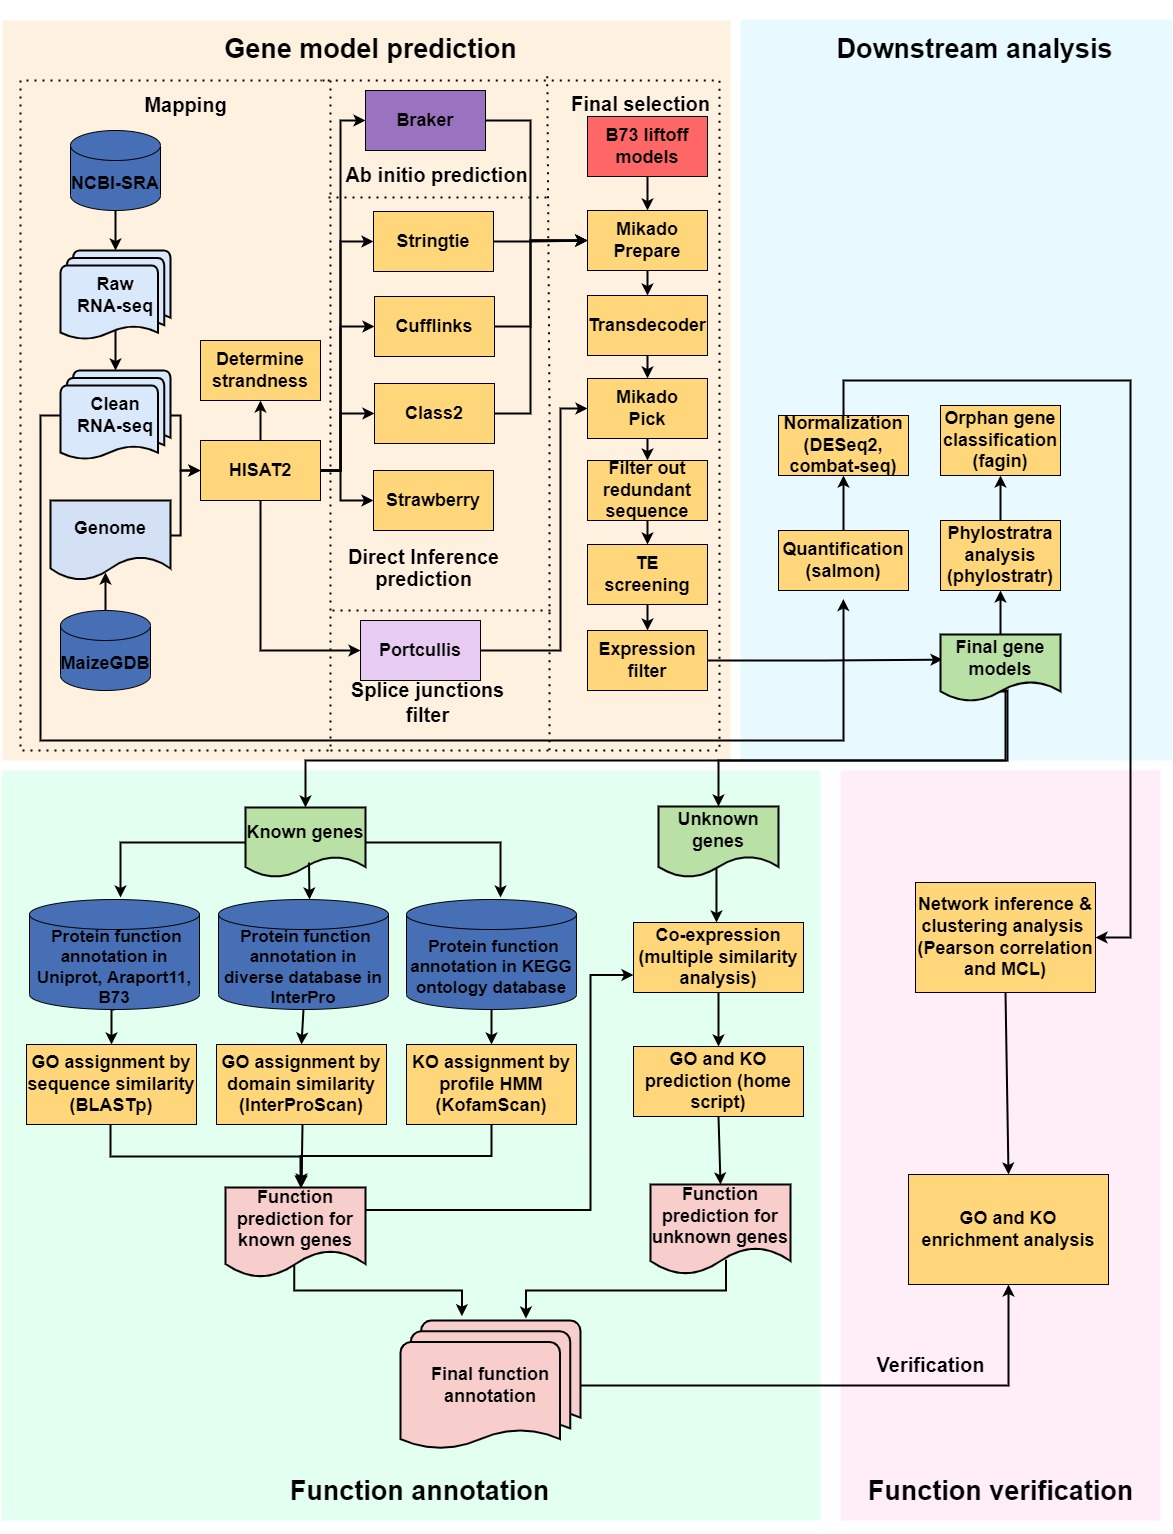 Gene model prediction
Downstream analysis
Mapping
NCBI-SRA
Raw
RNA-seq
Clean
RNA-seq
Genome
MaizeGDB
Determine
strandness
HISAT2
Braker
Ab initio prediction
Stringtie
Cufflinks
Class2
Strawberry
Direct Inference
prediction
Portcullis
Splice junctions
filter
Final selection
B73 liftoff
models
Mikado
Prepare
Transdecoder
Mikado
Pick
Filter out
redundant
sequence
TE
screening
Expression
filter
Normalization
(DESeq2,
combat-seq)
Quantification
(salmon)
Orphan gene
classification
(fagin)
Phylostratra
analysis
(phylostratr)
Final gene
models
Known genes
Unknown
genes
Protein function
annotation in
Uniprot, Araport11,
B73
Protein function
annotation in
diverse database in
InterPro
Protein function
annotation in KEGG
ontology database
GO assignment by
sequence similarity
(BLASTp)
GO assignment by
domain similarity
(InterProScan)
KO assignment by
profile HMM
(KofamScan)
Co-expression
(multiple similarity
analysis)
GO and KO
prediction (home
script)
Function
prediction for
known genes
Function
prediction for
unknown genes
Final function
annotation
Network inference &
clustering analysis
(Pearson correlation
and MCL)
GO and KO
enrichment analysis
Verification
Function annotation
Function verification